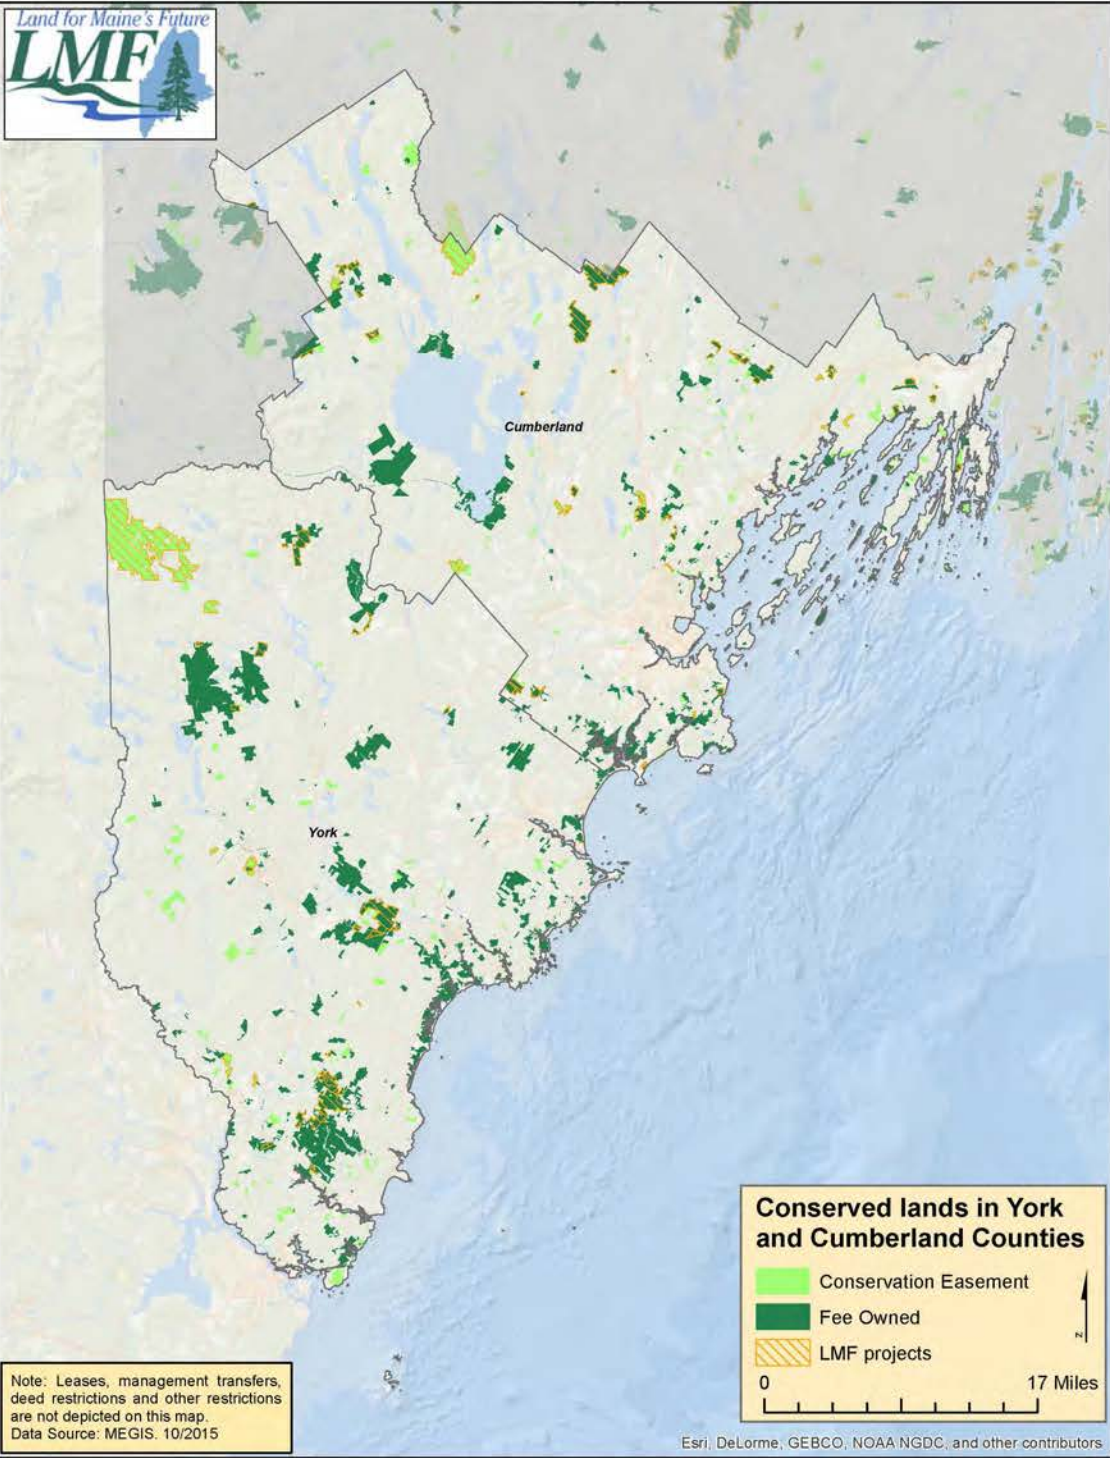 Land for Maine's Future
LMF
Cumberland
York
Conserved lands in York
and Cumberland Counties
Conservation Easement
Fee Owned
LMF projects
N
0 17 Miles
Note: Leases, management transfers,
deed restrictions and other restrictions
are not depicted on this map.
Data Source: MEGIS. 10/2015
Esri, DeLorme, GEBCO, NOAA NGDC, and other contributors